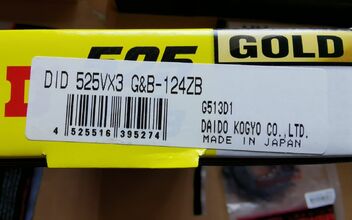 525
GOLD
DID 525VX3 G&B-124ZB
G513D1
4 525516 395274
DAIDO KOGYO CO.,LTD.
MADE IN JAPAN